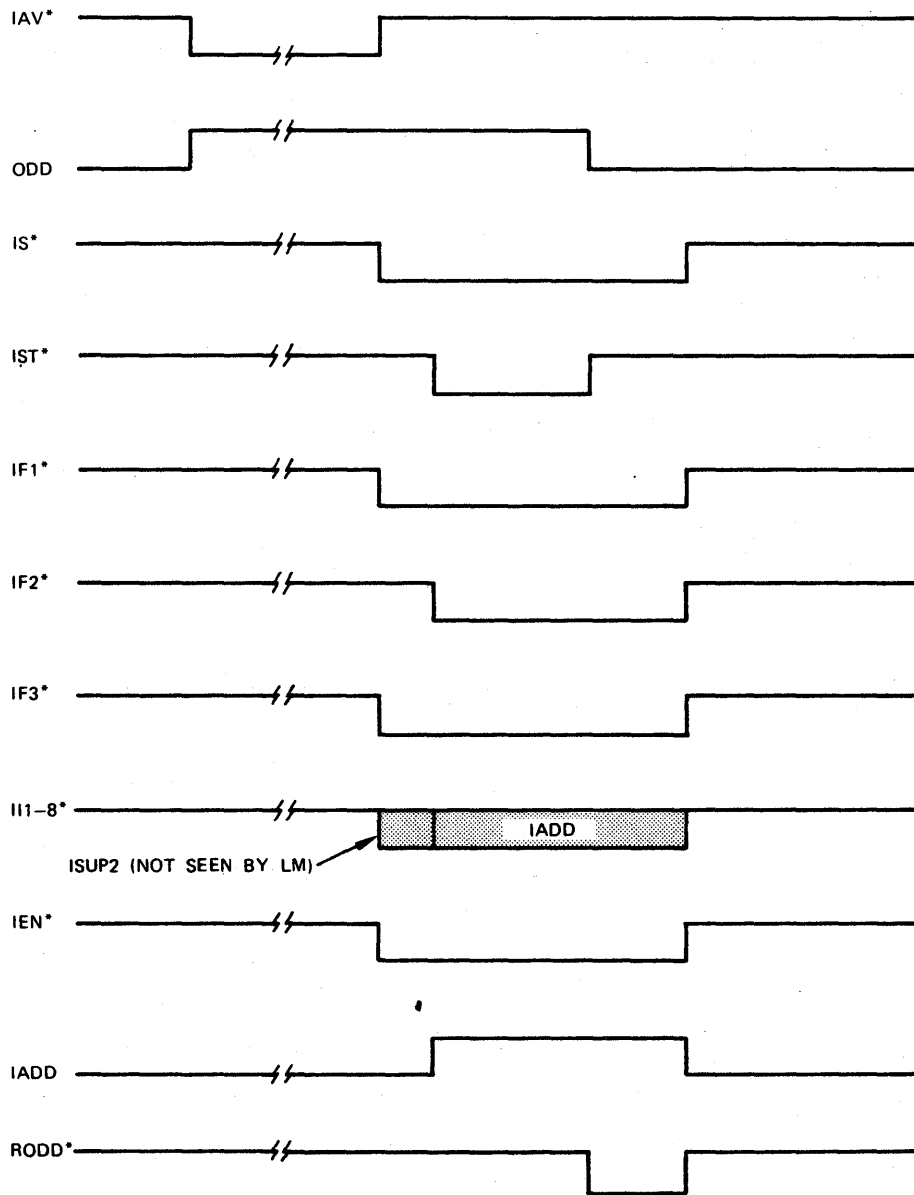 IAV*
ODD
IS*
IST*
IF1*
IF2*
IF3*
II1-8*
IADD
ISUP2 (NOT SEEN BY LM)
IEN*
IADD
RODD*